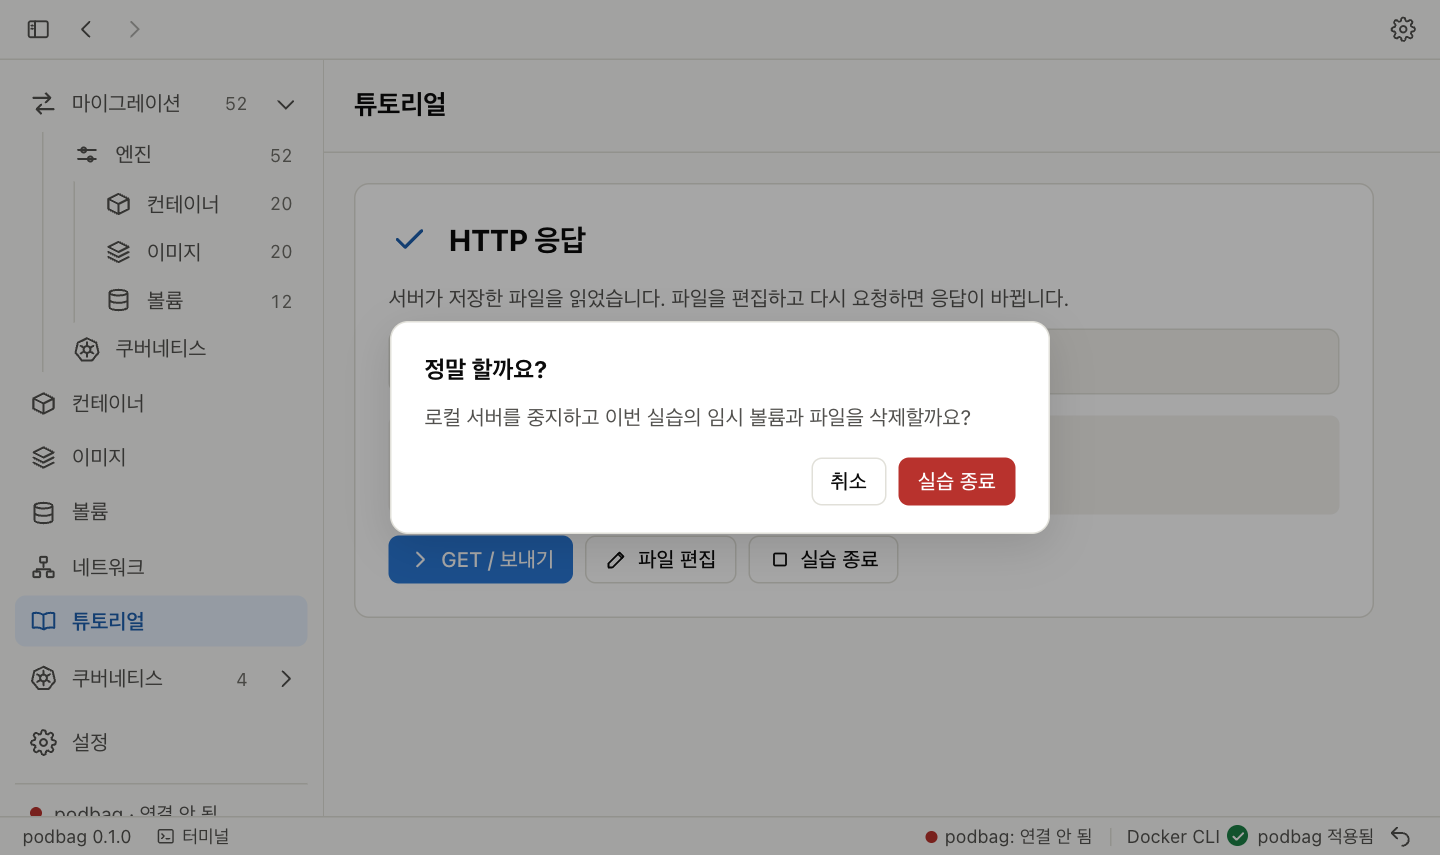 마이그레이션 52
엔진 52
컨테이너 20
이미지 20
볼륨 12
쿠버네티스
컨테이너
이미지
볼륨
네트워크
튜토리얼
쿠버네티스 4
설정
podbag · 연결 안 됨
튜토리얼
HTTP 응답
서버가 저장한 파일을 읽었습니다. 파일을 편집하고 다시 요청하면 응답이 바뀝니다.
정말 할까요?
로컬 서버를 중지하고 이번 실습의 임시 볼륨과 파일을 삭제할까요?
취소 실습 종료
GET / 보내기 파일 편집 실습 종료
podbag 0.1.0 터미널 podbag: 연결 안 됨 Docker CLI podbag 적용됨